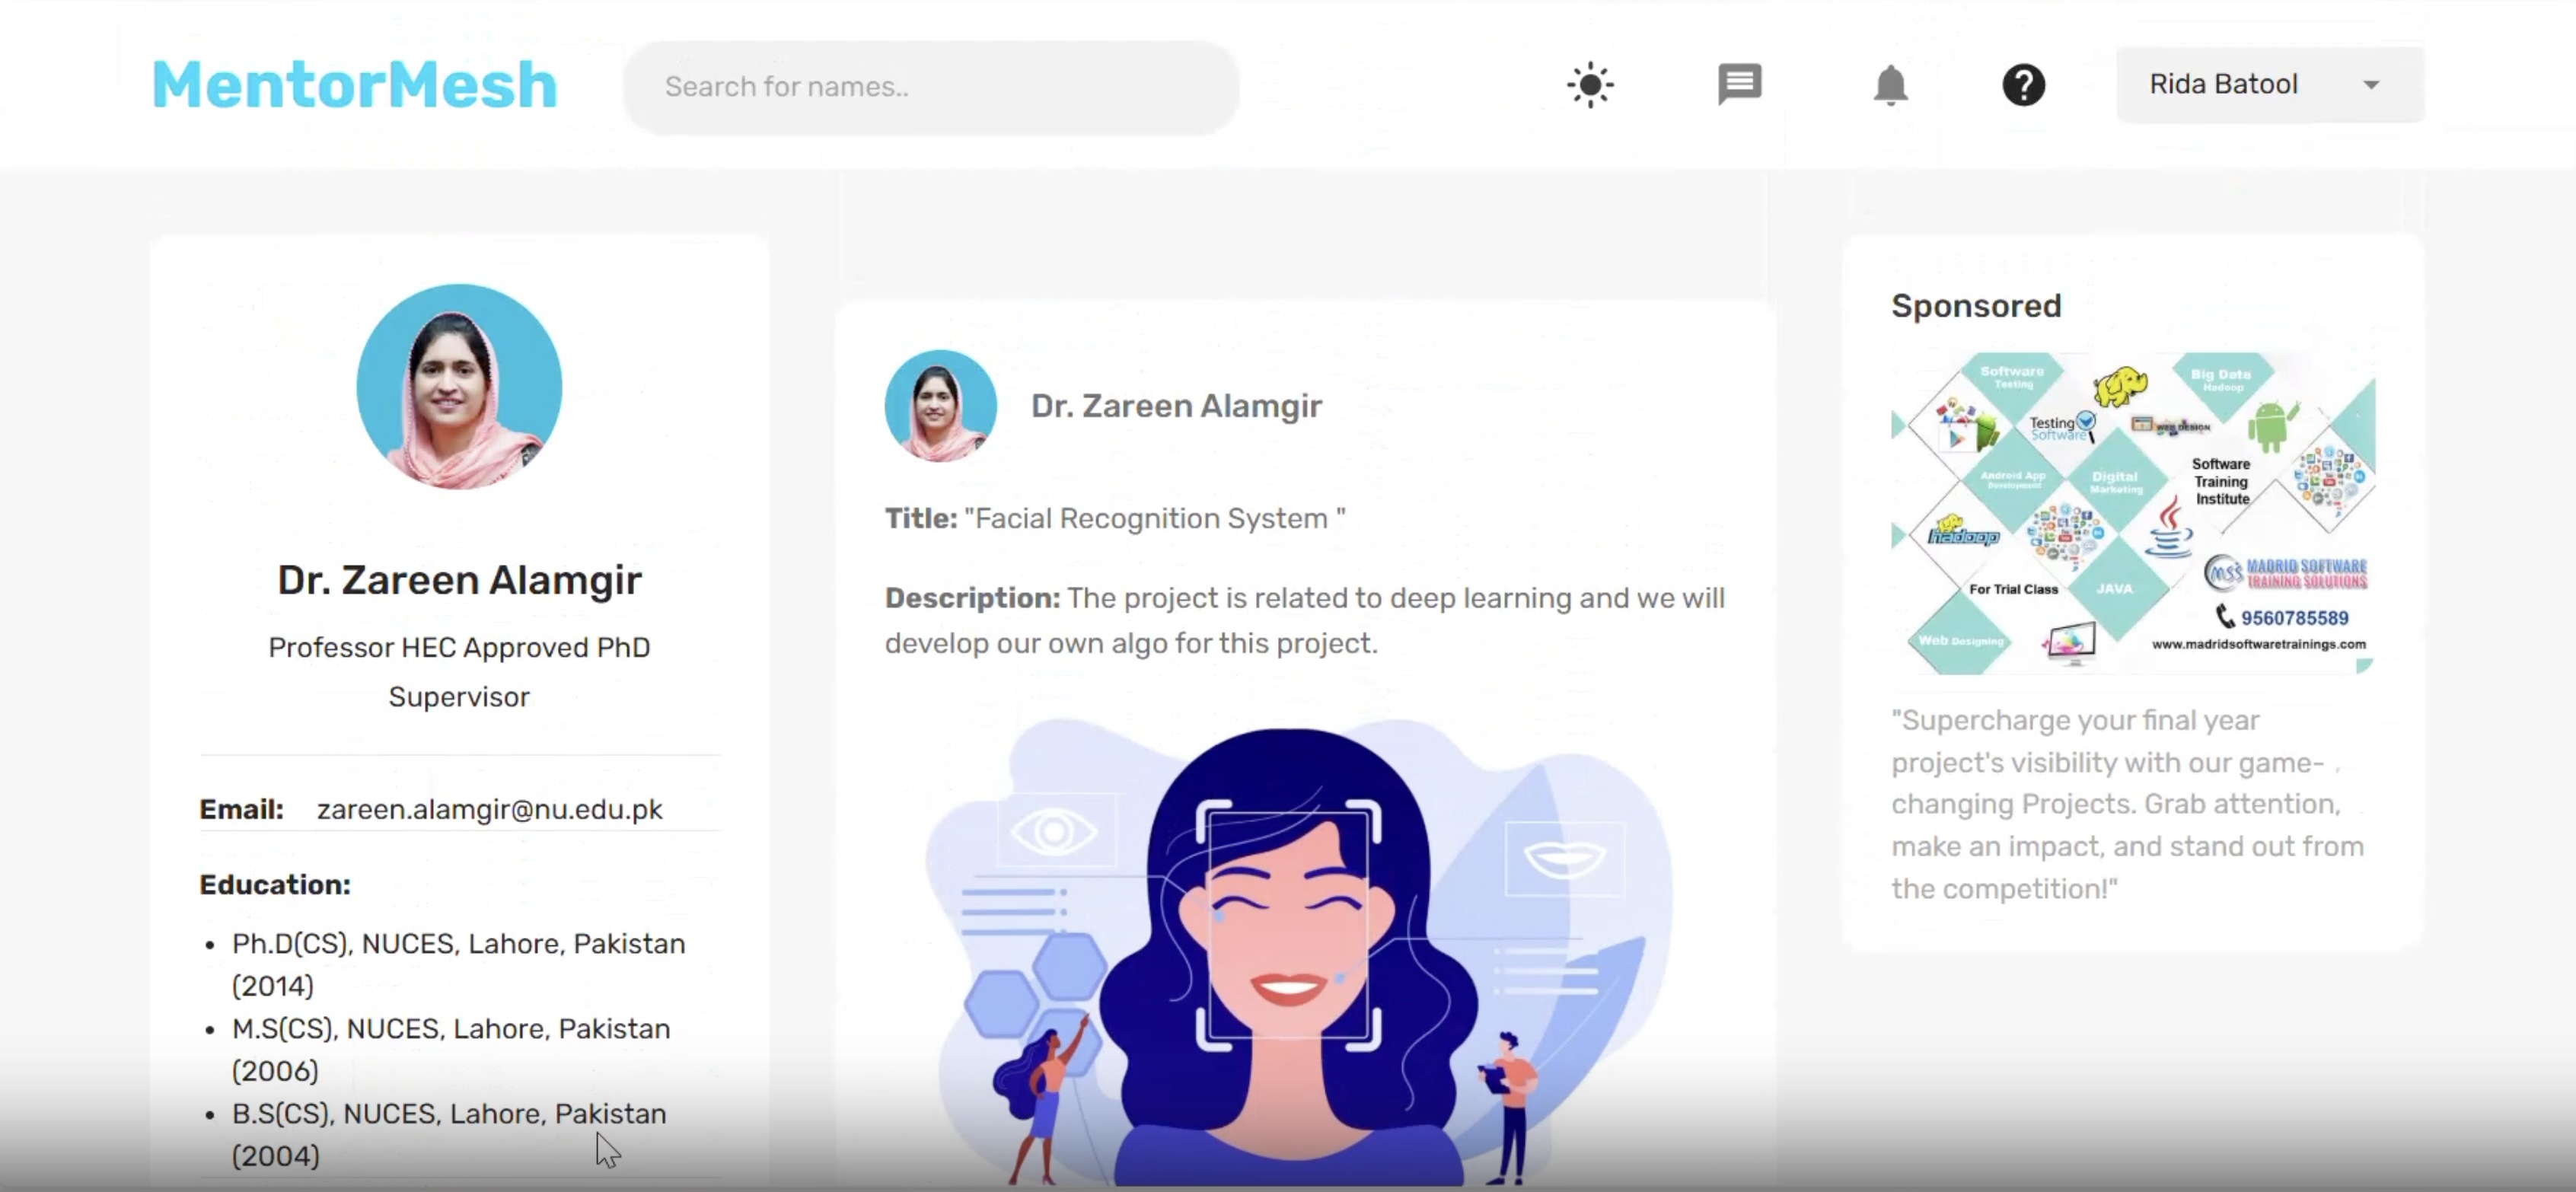 MentorMesh
Search for names..
Rida Batool
Dr. Zareen Alamgir
Professor HEC Approved PhD
Supervisor
Email: zareen.alamgir@nu.edu.pk
Education:
• Ph.D(CS), NUCES, Lahore, Pakistan
(2014)
• M.S(CS), NUCES, Lahore, Pakistan
(2006)
• B.S(CS), NUCES, Lahore, Pakistan
(2004)
Dr. Zareen Alamgir
Title: "Facial Recognition System "
Description: The project is related to deep learning and we will
develop our own algo for this project.
Sponsored
Software
Testing
Big Data
Hadoop
Testing
Software
WEB DESIGN
Android App
Development
Digital
Marketing
Software
Training
Institute
hadoop
For Trial Class
JAVA
MSS MADRID SOFTWARE
TRAINING SOLUTIONS
9560785589
Web Designing
www.madridsoftwaretrainings.com
"Supercharge your final year
project's visibility with our game-
changing Projects. Grab attention,
make an impact, and stand out from
the competition!"